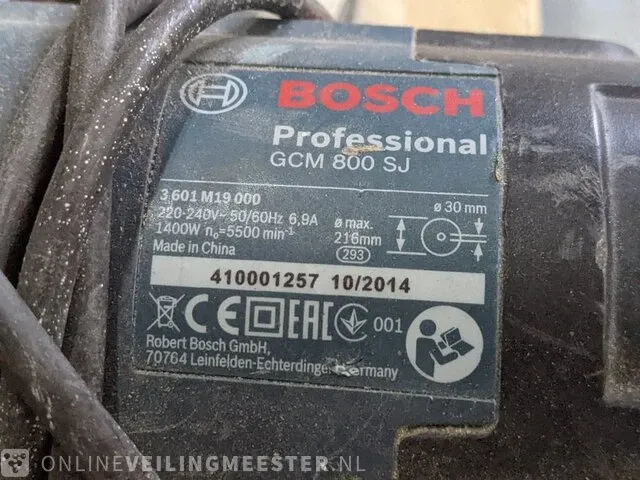 BOSCH
Professional
GCM 800 SJ
3 601 M19 000
220-240V~ 50/60Hz 6,9A
1400W n₀=5500 min⁻¹
Made in China
ø max.
216mm
293
ø 30 mm
410001257 10/2014
CE EAC 001
Robert Bosch GmbH,
70764 Leinfelden-Echterdingen, Germany
ONLINEVEILINGMEESTER.NL